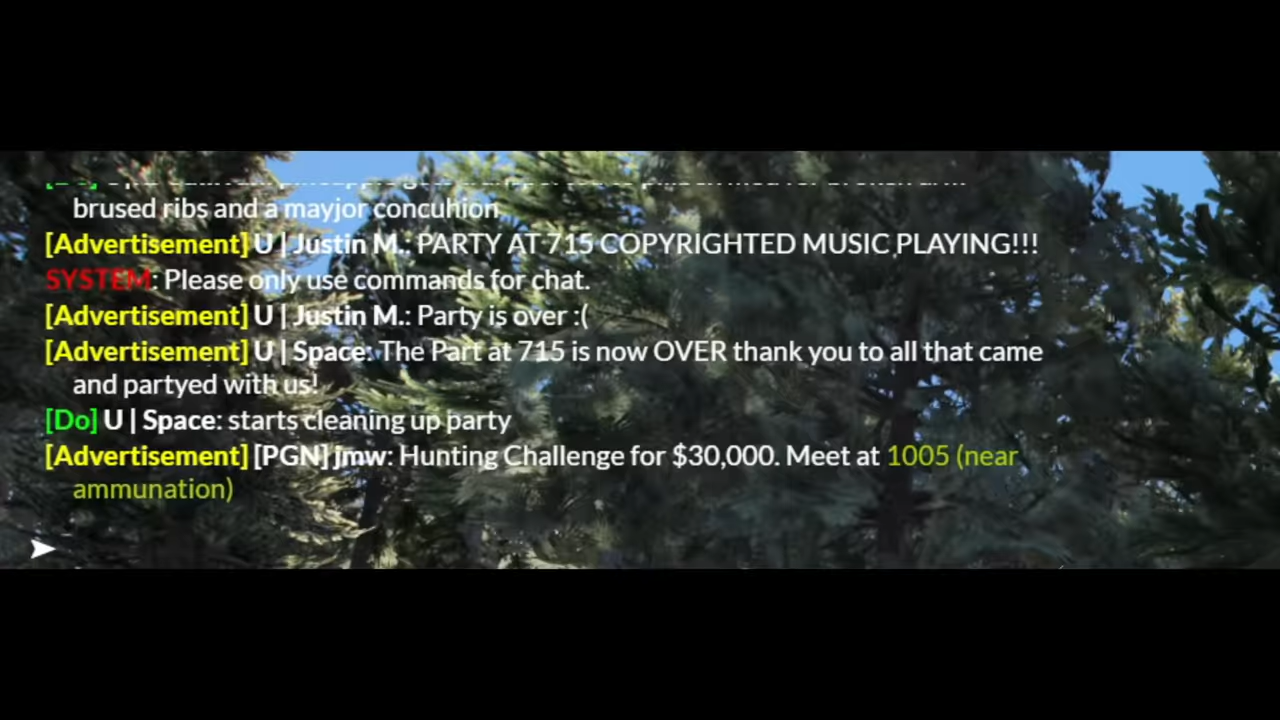 brused ribs and a mayjor concuhion
[Advertisement] U | Justin M.: PARTY AT 715 COPYRIGHTED MUSIC PLAYING!!!
SYSTEM: Please only use commands for chat.
[Advertisement] U | Justin M.: Party is over :(
[Advertisement] U | Space: The Part at 715 is now OVER thank you to all that came
and partyed with us!
[Do] U | Space: starts cleaning up party
[Advertisement] [PGN] jmw: Hunting Challenge for $30,000. Meet at 1005 (near
ammunation)